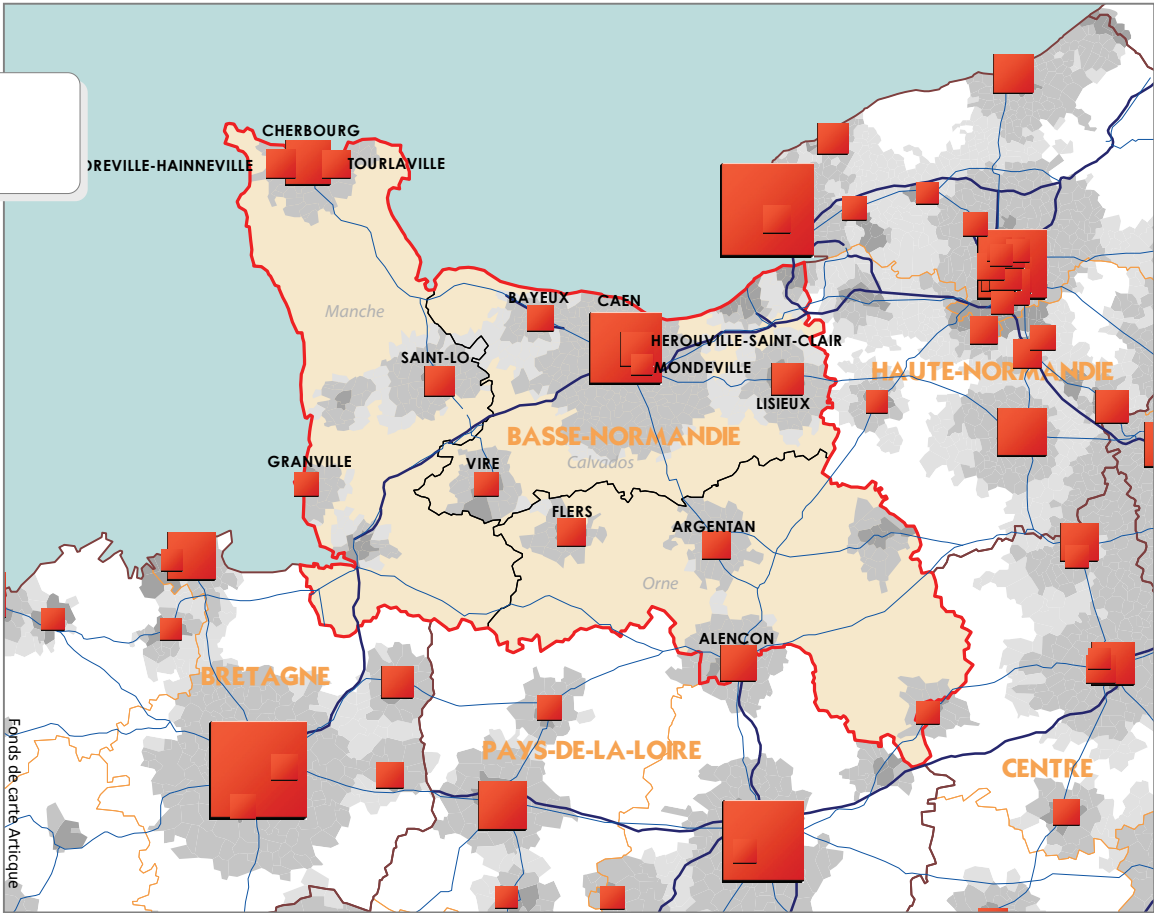 CHERBOURG
OREVILLE-HAINNEVILLE
TOURLAVILLE
Manche
BAYEUX
CAEN
HEROUVILLE-SAINT-CLAIR
SAINT-LO
MONDEVILLE
HAUTE-NORMANDIE
LISIEUX
BASSE-NORMANDIE
GRANVILLE
VIRE
Calvados
FLERS
ARGENTAN
Orne
ALENCON
BRETAGNE
PAYS-DE-LA-LOIRE
CENTRE
Fonds de carte Articque